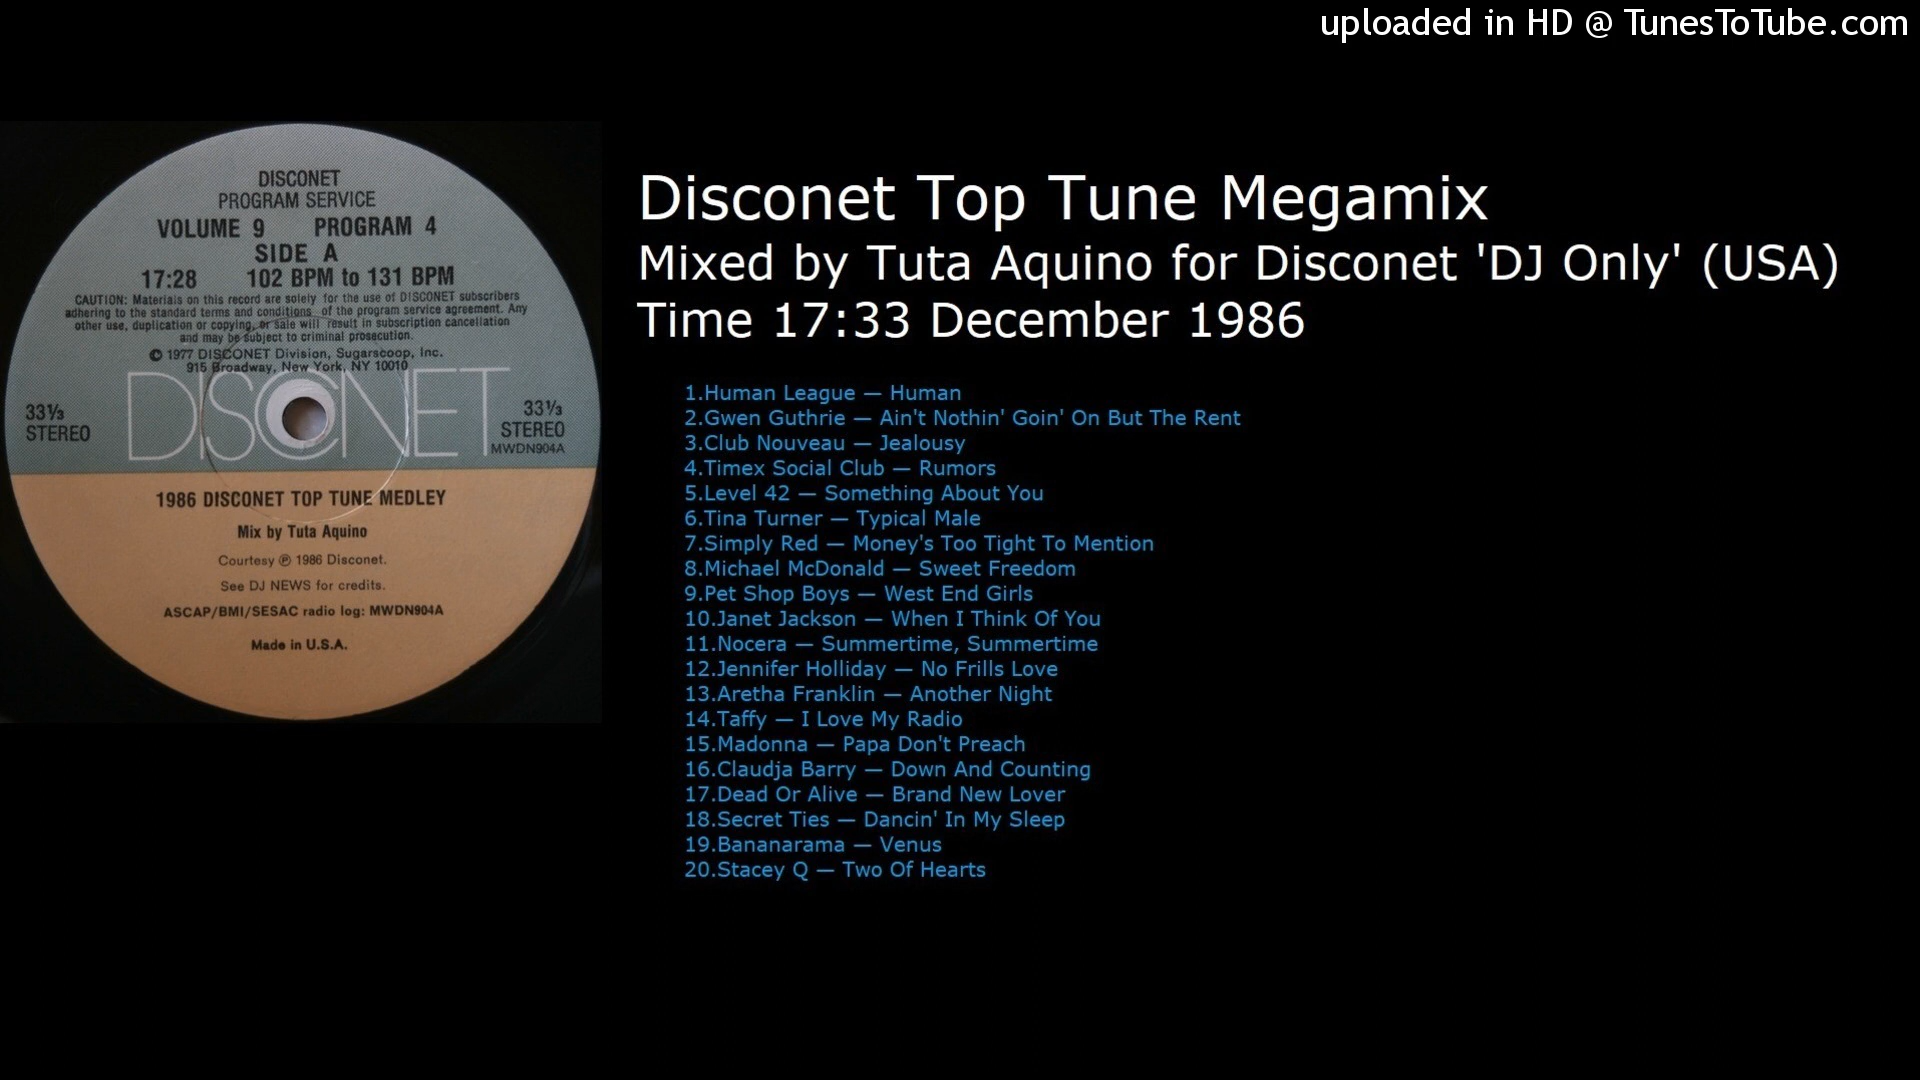 uploaded in HD @ TunesToTube.com
DISCONET
PROGRAM SERVICE
VOLUME 9 PROGRAM 4
SIDE A
17:28 102 BPM to 131 BPM
CAUTION: Materials on this record are solely for the use of DISCONET subscribers
adhering to the standard terms and conditions of the program service agreement. Any
other use, duplication or copying, or sale will result in subscription cancellation
and may be subject to criminal prosecution.
© 1977 DISCONET Division, Sugarscoop, Inc.
915 Broadway, New York, NY 10010
DISCONET
33⅓
STEREO
33⅓
STEREO
MWDN904A
1986 DISCONET TOP TUNE MEDLEY
Mix by Tuta Aquino
Courtesy ℗ 1986 Disconet.
See DJ NEWS for credits.
ASCAP/BMI/SESAC radio log: MWDN904A
Made in U.S.A.
Disconet Top Tune Megamix
Mixed by Tuta Aquino for Disconet 'DJ Only' (USA)
Time 17:33 December 1986
1.Human League — Human
2.Gwen Guthrie — Ain't Nothin' Goin' On But The Rent
3.Club Nouveau — Jealousy
4.Timex Social Club — Rumors
5.Level 42 — Something About You
6.Tina Turner — Typical Male
7.Simply Red — Money's Too Tight To Mention
8.Michael McDonald — Sweet Freedom
9.Pet Shop Boys — West End Girls
10.Janet Jackson — When I Think Of You
11.Nocera — Summertime, Summertime
12.Jennifer Holliday — No Frills Love
13.Aretha Franklin — Another Night
14.Taffy — I Love My Radio
15.Madonna — Papa Don't Preach
16.Claudja Barry — Down And Counting
17.Dead Or Alive — Brand New Lover
18.Secret Ties — Dancin' In My Sleep
19.Bananarama — Venus
20.Stacey Q — Two Of Hearts